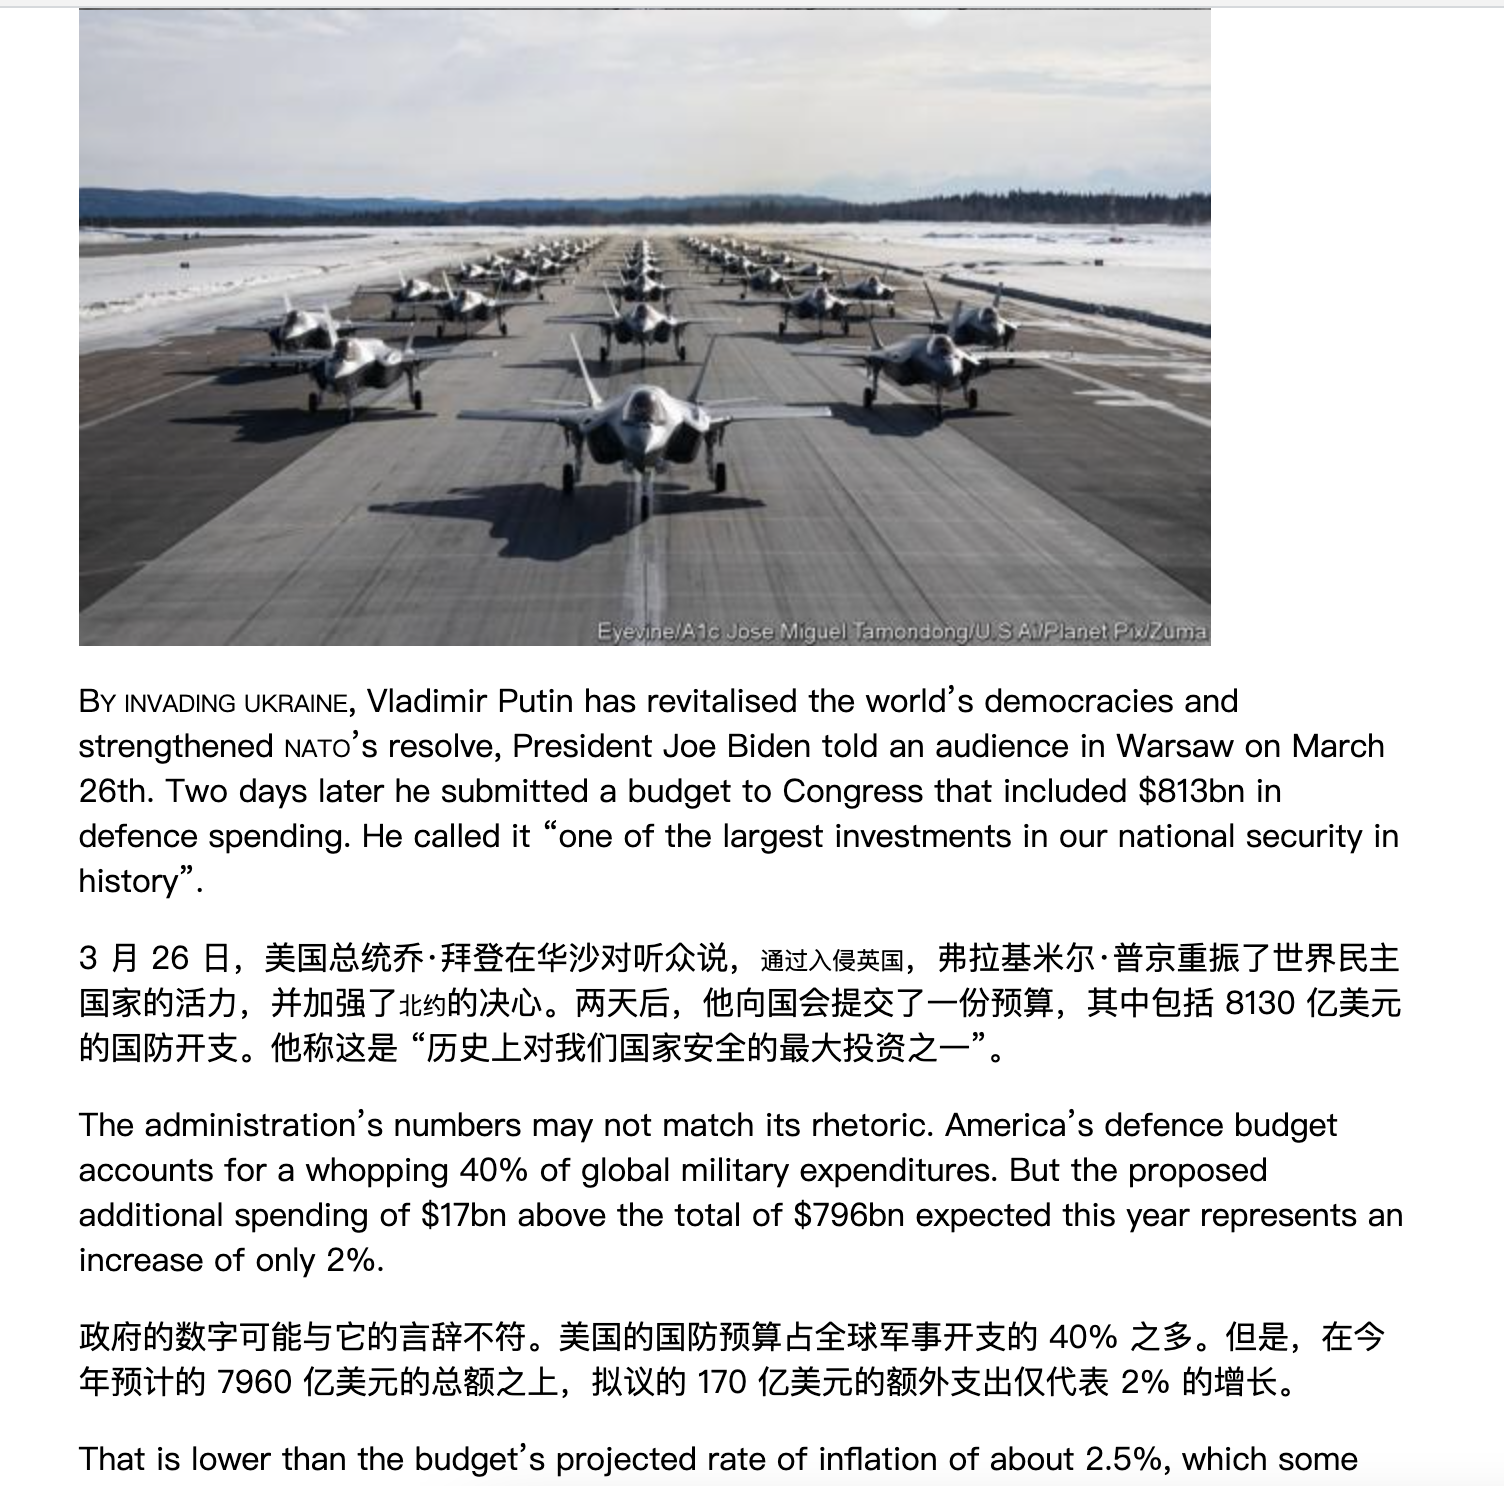 Eyevine/A1c Jose Miguel Tamondong/U.S Ai/Planet Pix/Zuma
BY INVADING UKRAINE, Vladimir Putin has revitalised the world’s democracies and
strengthened NATO’s resolve, President Joe Biden told an audience in Warsaw on March
26th. Two days later he submitted a budget to Congress that included $813bn in
defence spending. He called it “one of the largest investments in our national security in
history”.
3 月 26 日，美国总统乔·拜登在华沙对听众说，通过入侵英国，弗拉基米尔·普京重振了世界民主
国家的活力，并加强了北约的决心。两天后，他向国会提交了一份预算，其中包括 8130 亿美元
的国防开支。他称这是 “历史上对我们国家安全的最大投资之一”。
The administration’s numbers may not match its rhetoric. America’s defence budget
accounts for a whopping 40% of global military expenditures. But the proposed
additional spending of $17bn above the total of $796bn expected this year represents an
increase of only 2%.
政府的数字可能与它的言辞不符。美国的国防预算占全球军事开支的 40% 之多。但是，在今
年预计的 7960 亿美元的总额之上，拟议的 170 亿美元的额外支出仅代表 2% 的增长。
That is lower than the budget’s projected rate of inflation of about 2.5%, which some